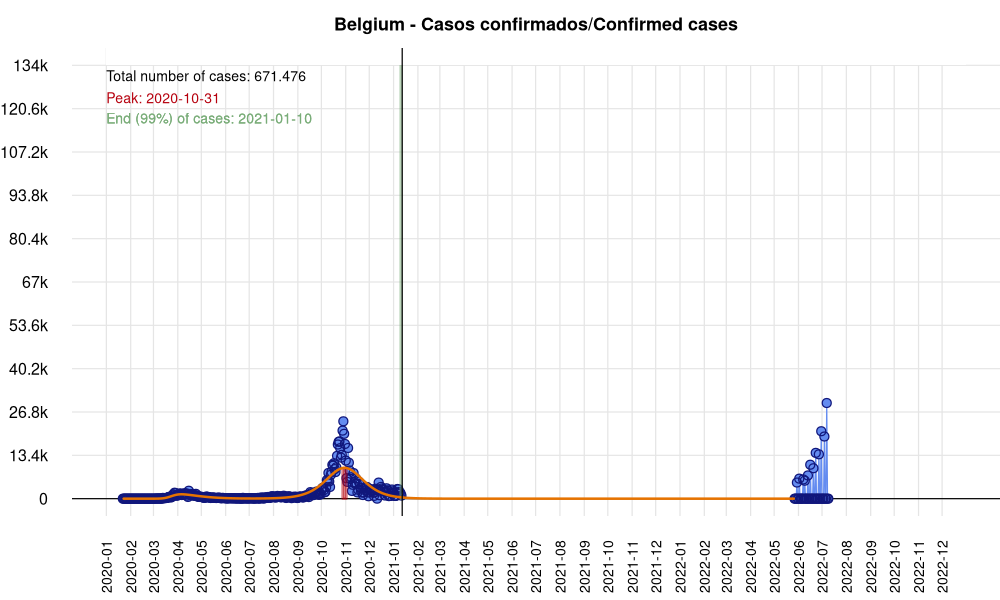 Belgium - Casos confirmados/Confirmed cases
134k
Total number of cases: 671.476
Peak: 2020-10-31
End (99%) of cases: 2021-01-10
120.6k
107.2k
93.8k
80.4k
67k
53.6k
40.2k
26.8k
13.4k
0
2020-01
2020-02
2020-03
2020-04
2020-05
2020-06
2020-07
2020-08
2020-09
2020-10
2020-11
2020-12
2021-01
2021-02
2021-03
2021-04
2021-05
2021-06
2021-07
2021-08
2021-09
2021-10
2021-11
2021-12
2022-01
2022-02
2022-03
2022-04
2022-05
2022-06
2022-07
2022-08
2022-09
2022-10
2022-11
2022-12